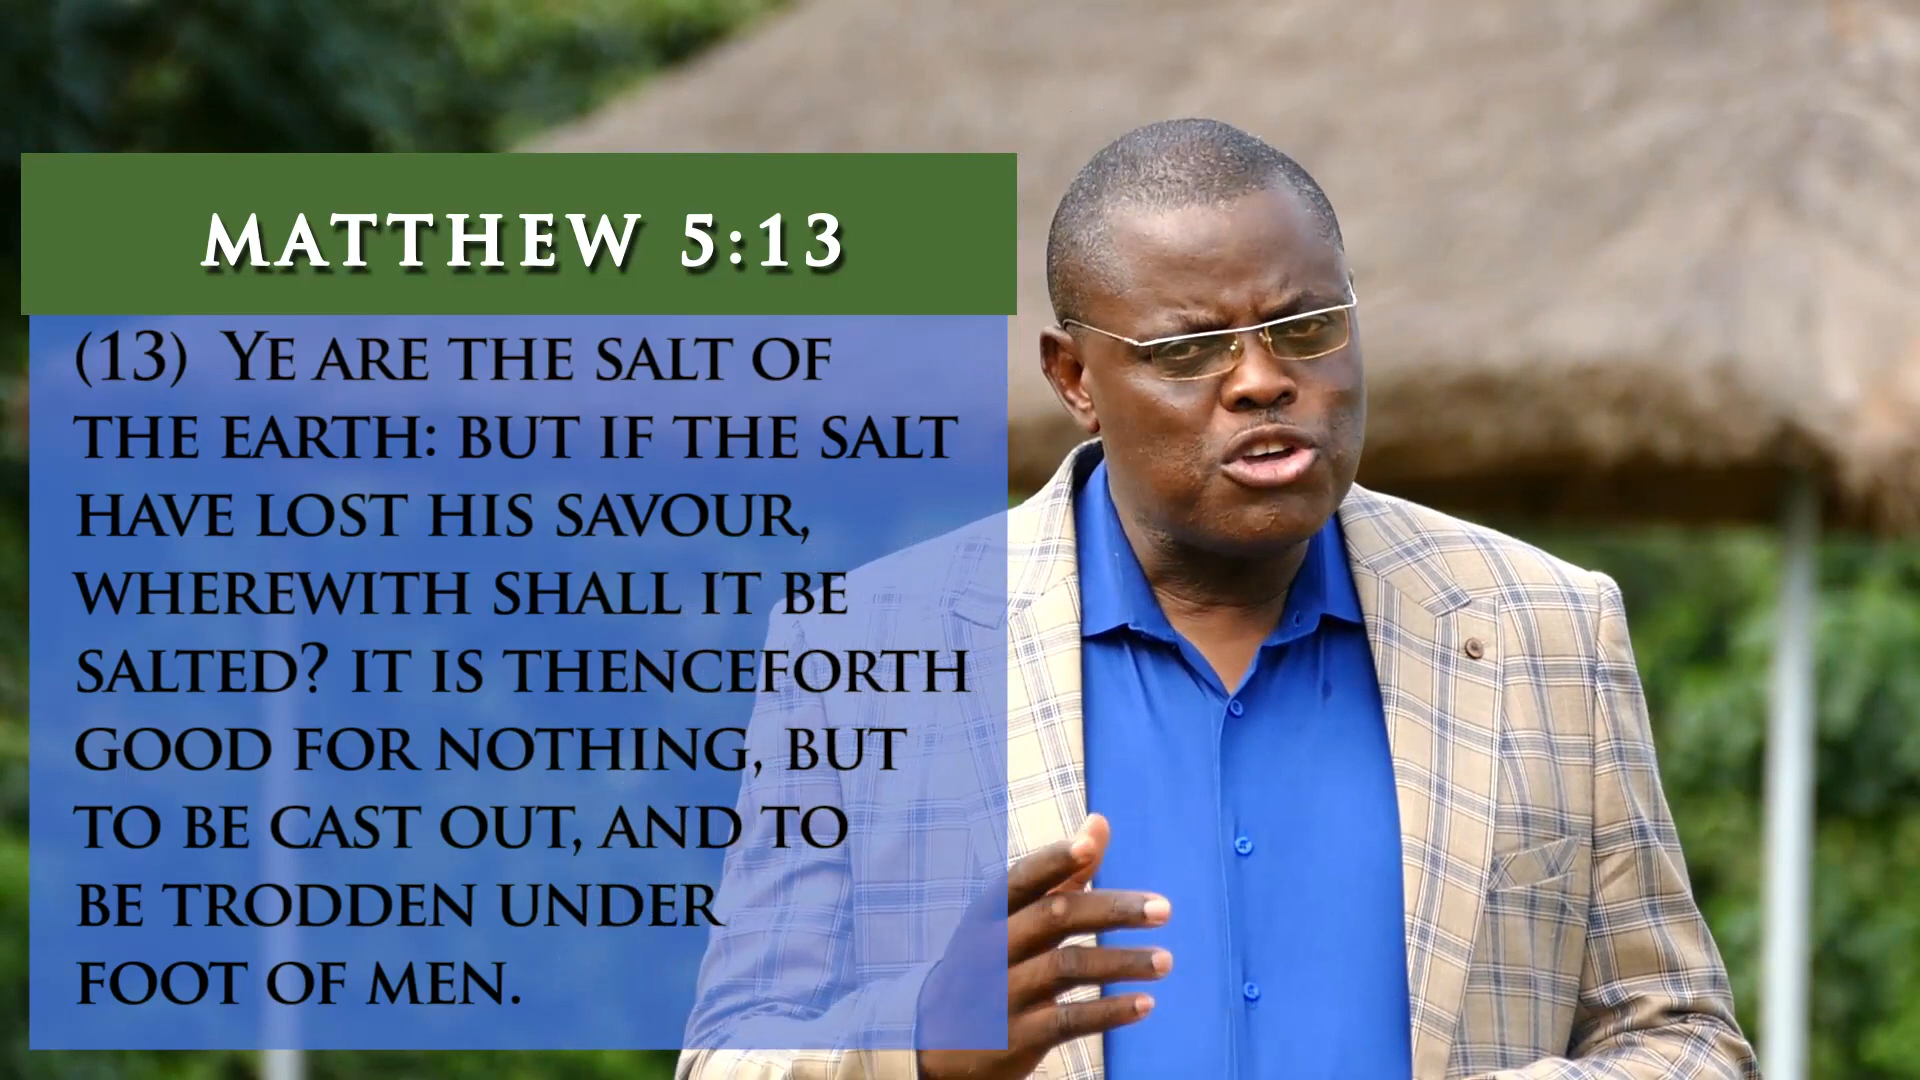 MATTHEW 5:13
(13) YE ARE THE SALT OF
THE EARTH: BUT IF THE SALT
HAVE LOST HIS SAVOUR,
WHEREWITH SHALL IT BE
SALTED? IT IS THENCEFORTH
GOOD FOR NOTHING, BUT
TO BE CAST OUT, AND TO
BE TRODDEN UNDER
FOOT OF MEN.